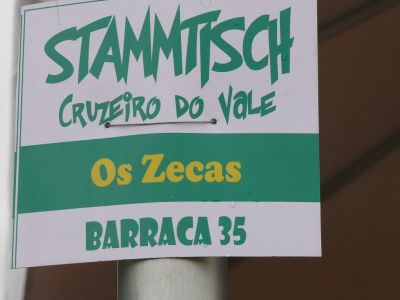 STAMMTISCH
CRUZEIRO DO VALE
Os Zecas
BARRACA 35